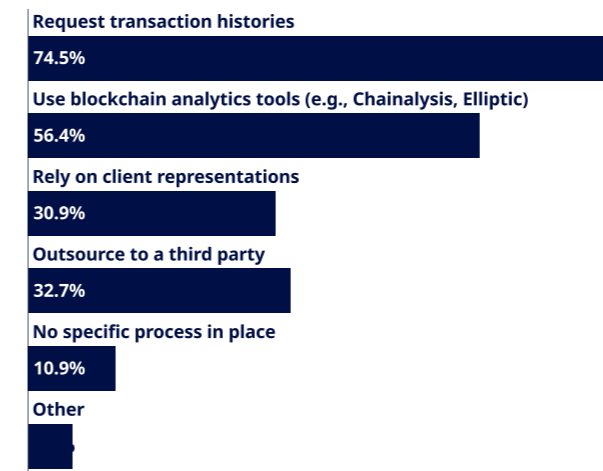 Request transaction histories
74.5%
Use blockchain analytics tools (e.g., Chainalysis, Elliptic)
56.4%
Rely on client representations
30.9%
Outsource to a third party
32.7%
No specific process in place
10.9%
Other